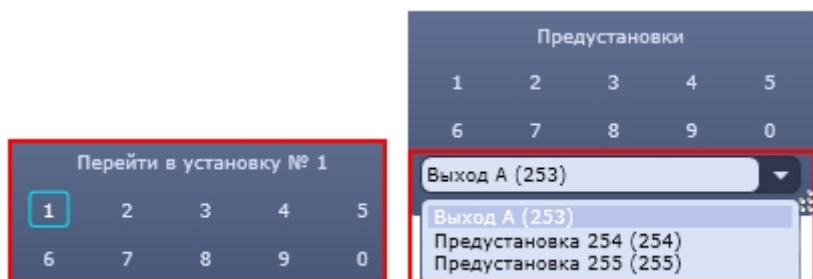 Перейти в установку № 1
1 2 3 4 5
6 7 8 9 0
Предустановки
1 2 3 4 5
6 7 8 9 0
Выход А (253)
Выход А (253)
Предустановка 254 (254)
Предустановка 255 (255)